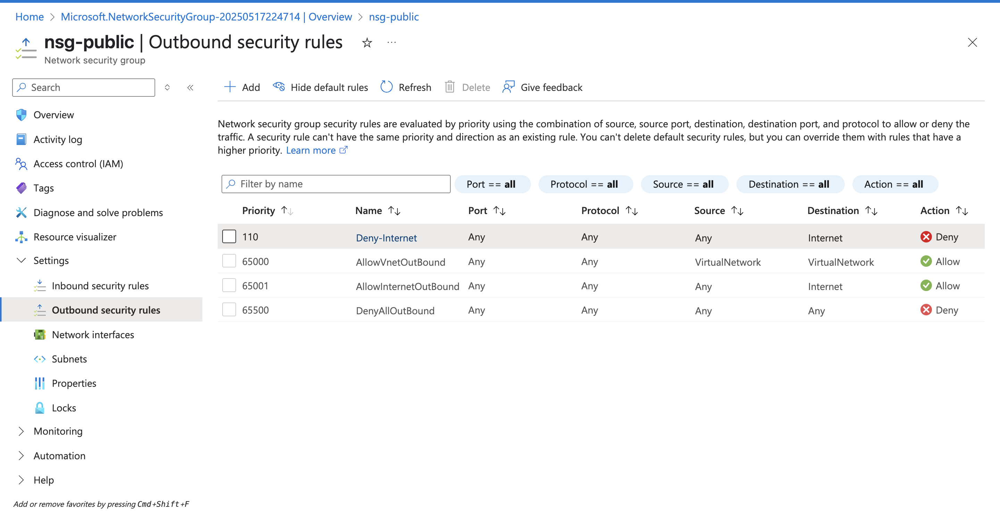 Home > Microsoft.NetworkSecurityGroup-20250517224714 | Overview > nsg-public
nsg-public | Outbound security rules
Network security group
Search
Overview
Activity log
Access control (IAM)
Tags
Diagnose and solve problems
Resource visualizer
Settings
Inbound security rules
Outbound security rules
Network interfaces
Subnets
Properties
Locks
Monitoring
Automation
Help
Add or remove favorites by pressing Cmd+Shift+F
Add Hide default rules Refresh Delete Give feedback
Network security group security rules are evaluated by priority using the combination of source, source port, destination, destination port, and protocol to allow or deny the
traffic. A security rule can't have the same priority and direction as an existing rule. You can't delete default security rules, but you can override them with rules that have a
higher priority. Learn more
Filter by name Port == all Protocol == all Source == all Destination == all Action == all
Priority Name Port Protocol Source Destination Action
110 Deny-Internet Any Any Any Internet Deny
65000 AllowVnetOutBound Any Any VirtualNetwork VirtualNetwork Allow
65001 AllowInternetOutBound Any Any Any Internet Allow
65500 DenyAllOutBound Any Any Any Any Deny